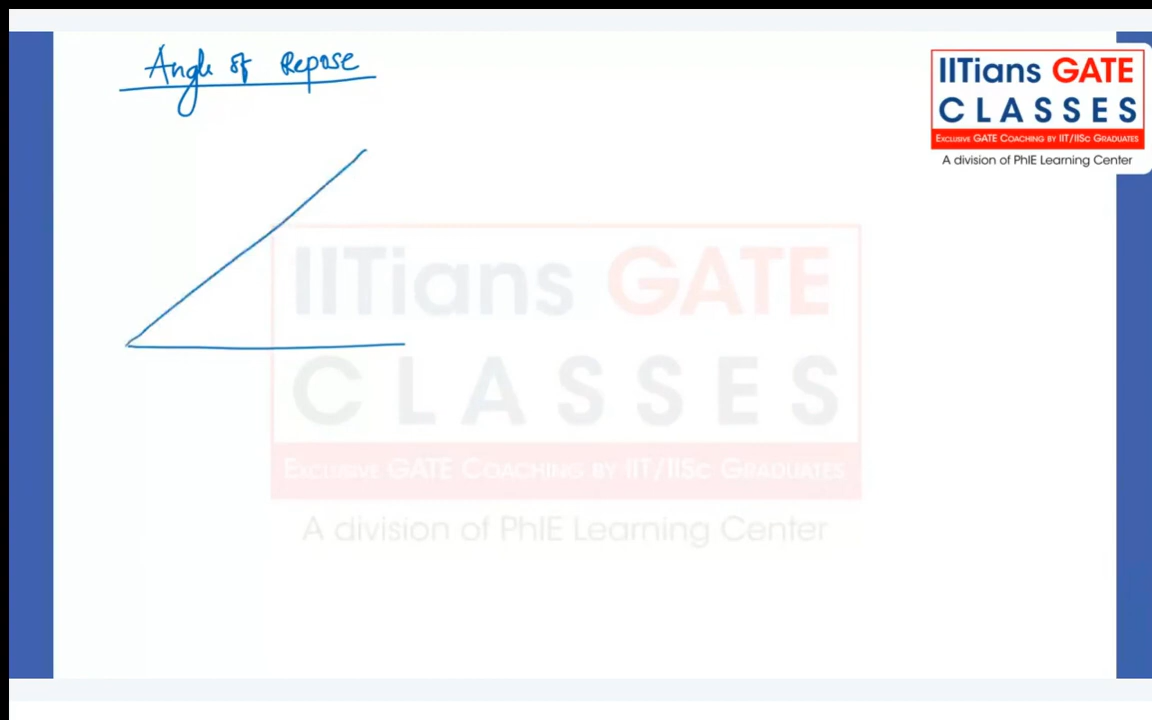 Angle of Repose
IITians GATE
CLASSES
EXCLUSIVE GATE COACHING BY IIT/IISc GRADUATES
A division of PhIE Learning Center
IITians GATE
CLASSES
EXCLUSIVE GATE COACHING BY IIT/IISc GRADUATES
A division of PhIE Learning Center